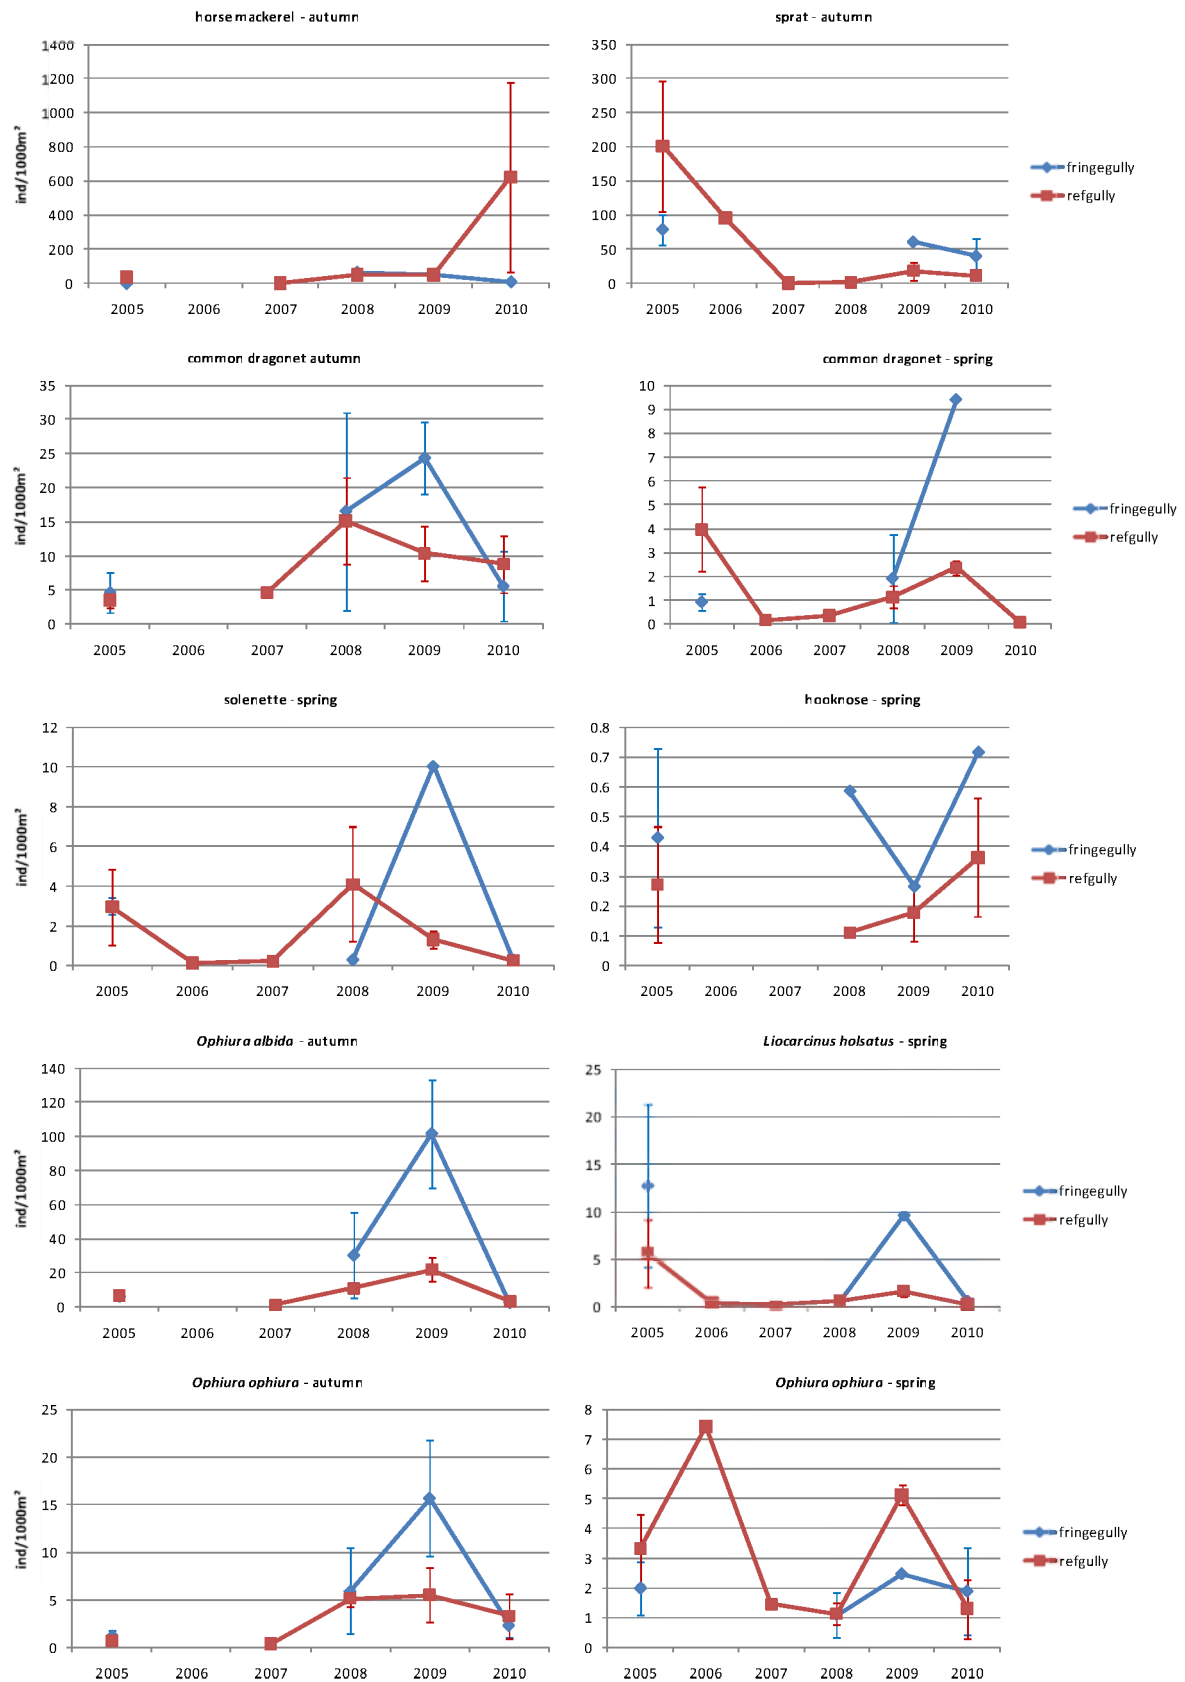 horse mackerel - autumn
sprat - autumn
ind/1000m²
1400
1200
1000
800
600
400
200
0
2005 2006 2007 2008 2009 2010
350
300
250
200
150
100
50
0
2005 2006 2007 2008 2009 2010
fringegully
refgully
common dragonet autumn
common dragonet - spring
ind/1000m²
35
30
25
20
15
10
5
0
2005 2006 2007 2008 2009 2010
10
9
8
7
6
5
4
3
2
1
0
2005 2006 2007 2008 2009 2010
fringegully
refgully
solenette - spring
hooknose - spring
ind/1000m²
12
10
8
6
4
2
0
2005 2006 2007 2008 2009 2010
0.8
0.7
0.6
0.5
0.4
0.3
0.2
0.1
0
2005 2006 2007 2008 2009 2010
fringegully
refgully
Ophiura albida - autumn
Liocarcinus holsatus - spring
ind/1000m²
140
120
100
80
60
40
20
0
2005 2006 2007 2008 2009 2010
25
20
15
10
5
0
2005 2006 2007 2008 2009 2010
fringegully
refgully
Ophiura ophiura - autumn
Ophiura ophiura - spring
ind/1000m²
25
20
15
10
5
0
2005 2006 2007 2008 2009 2010
8
7
6
5
4
3
2
1
0
2005 2006 2007 2008 2009 2010
fringegully
refgully